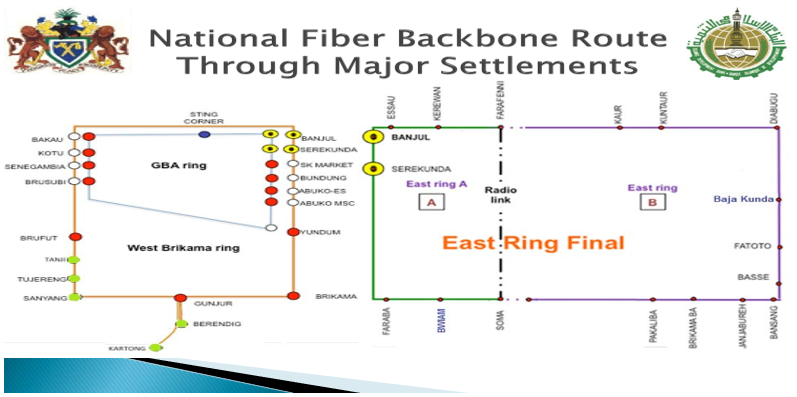 National Fiber Backbone Route
Through Major Settlements
STING
CORNER
BAKAU
KOTU
SENEGAMBIA
BRUSUBI
GBA ring
BANJUL
SEREKUNDA
SK MARKET
BUNDUNG
ABUKO-ES
ABUKO MSC
BRUFUT
West Brikama ring
YUNDUM
TANJI
TUJERENG
SANYANG
GUNJUR
BRIKAMA
BERENDIG
KARTONG
ESSAU
KEREWAN
FARAFENNI
KAUR
KUNTAUR
DIABUGU
BANJUL
SEREKUNDA
East ring A
A
Radio
link
East ring
B
Baja Kunda
East Ring Final
FATOTO
BASSE
FARABA
BWIAM
SOMA
PAKALIBA
BRIKAMA BA
JANJABUREH
BANSANG